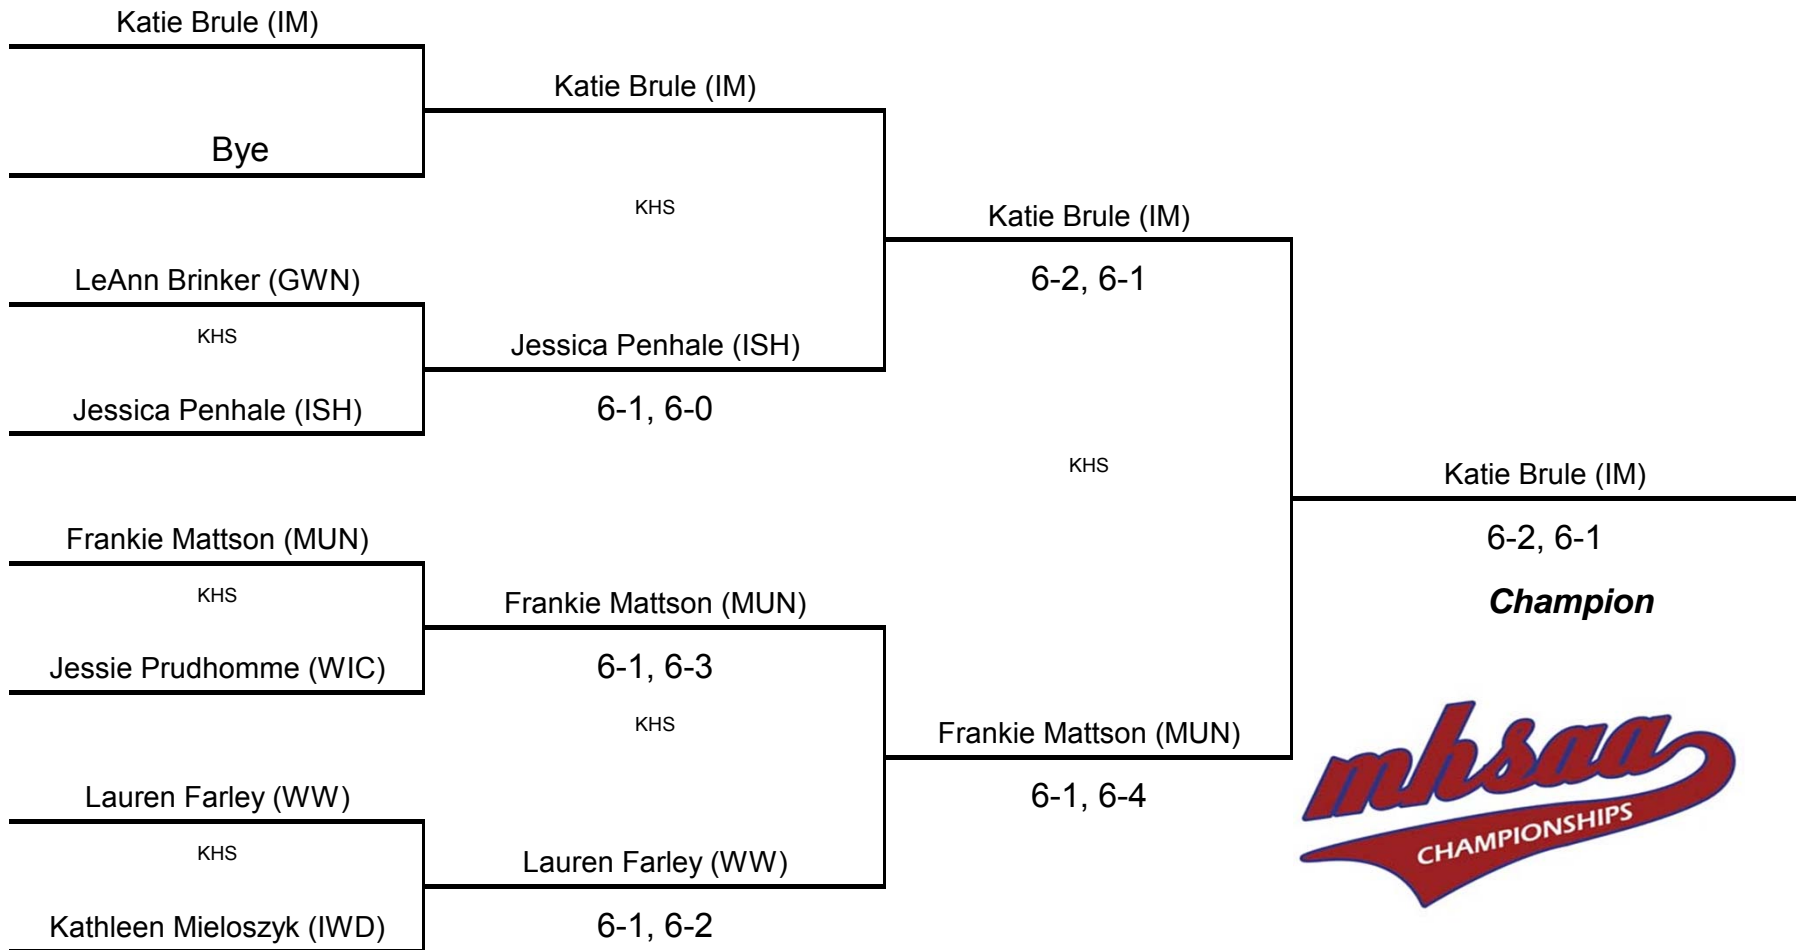 Katie Brule (IM)
Bye
LeAnn Brinker (GWN)
KHS
Jessica Penhale (ISH)
Frankie Mattson (MUN)
KHS
Jessie Prudhomme (WIC)
Lauren Farley (WW)
KHS
Kathleen Mieloszyk (IWD)
Katie Brule (IM)
KHS
Jessica Penhale (ISH)
6-1, 6-0
Frankie Mattson (MUN)
6-1, 6-3
KHS
Lauren Farley (WW)
6-1, 6-2
Katie Brule (IM)
6-2, 6-1
KHS
Frankie Mattson (MUN)
6-1, 6-4
Katie Brule (IM)
6-2, 6-1
Champion
mhsaa
CHAMPIONSHIPS